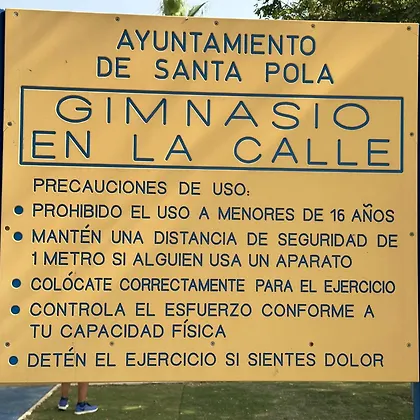 AYUNTAMIENTO
DE SANTA POLA
GIMNASIO
EN LA CALLE
PRECAUCIONES DE USO:
• PROHIBIDO EL USO A MENORES DE 16 AÑOS
• MANTÉN UNA DISTANCIA DE SEGURIDAD DE
1 METRO SI ALGUIEN USA UN APARATO
• COLÓCATE CORRECTAMENTE PARA EL EJERCICIO
• CONTROLA EL ESFUERZO CONFORME A
TU CAPACIDAD FÍSICA
• DETÉN EL EJERCICIO SI SIENTES DOLOR